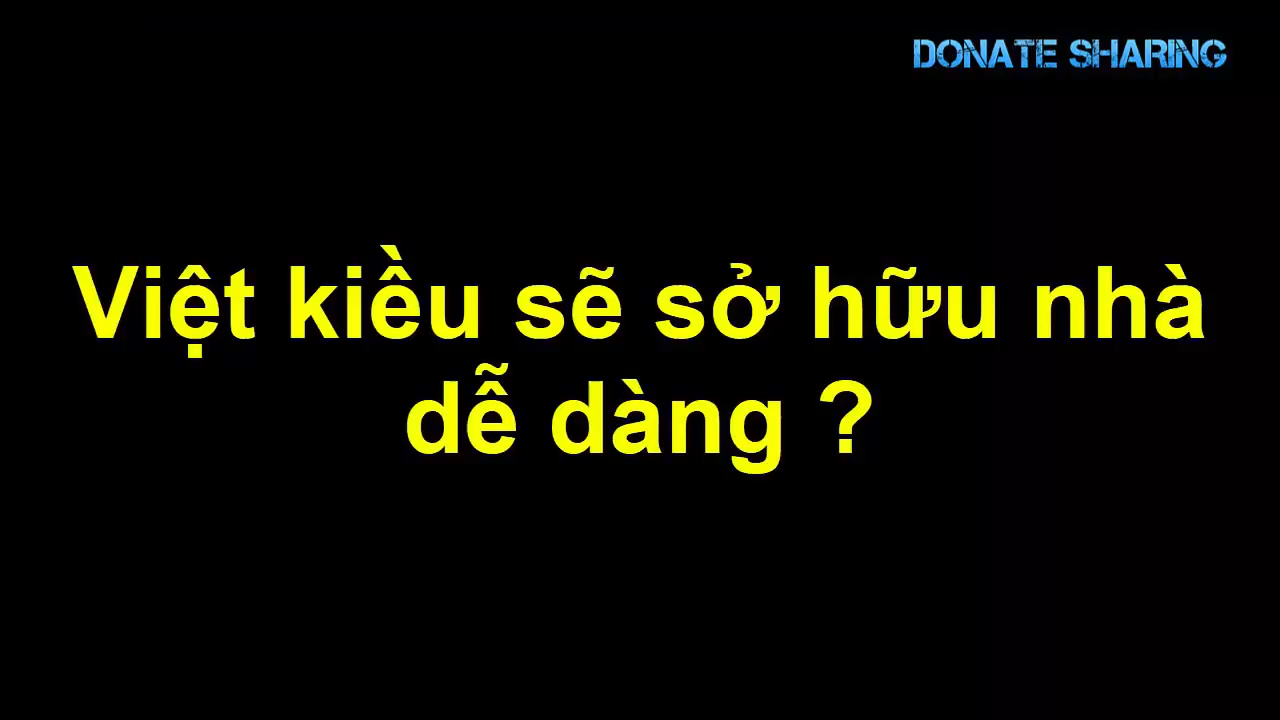 DONATE SHARING
Việt kiều sẽ sở hữu nhà
dễ dàng ?